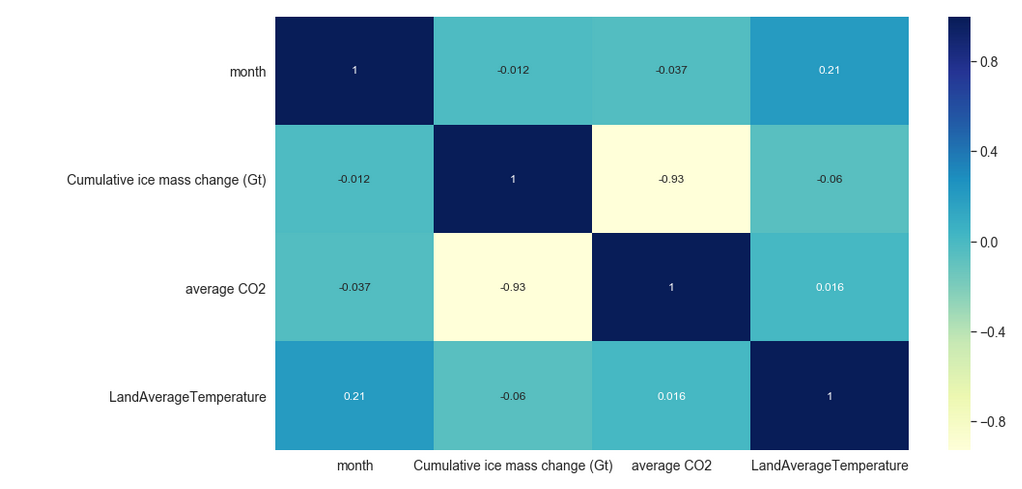 month
1
-0.012
-0.037
0.21
0.8
Cumulative ice mass change (Gt)
-0.012
1
-0.93
-0.06
0.4
0.0
average CO2
-0.037
-0.93
1
0.016
−0.4
LandAverageTemperature
0.21
-0.06
0.016
1
−0.8
month
Cumulative ice mass change (Gt)
average CO2
LandAverageTemperature